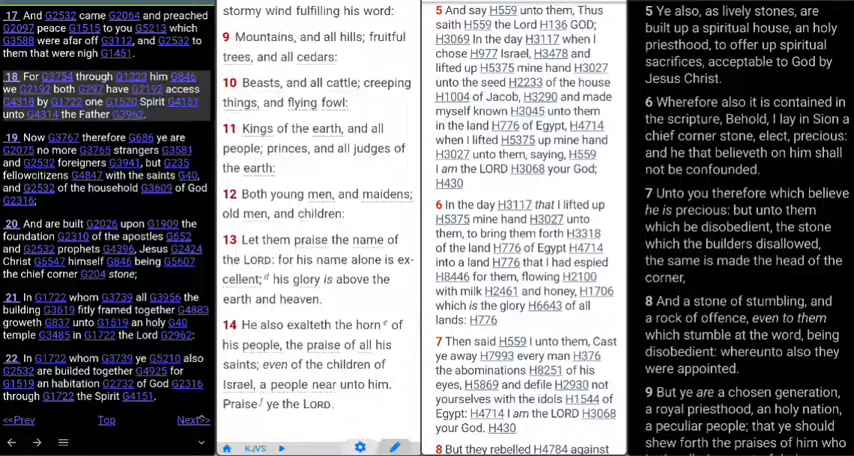 17 And G2532 came G2064 and preached
G2097 peace G1515 to you G5213 which
G3588 were afar off G3112, and G2532 to
them that were nigh G1451.
18 For G3754 through G1223 him G846
we G2192 both G297 have G2192 access
G4318 by G1722 one G1520 Spirit G4151
unto G4314 the Father G3962.
19 Now G3767 therefore G686 ye are
G2075 no more G3765 strangers G3581
and G2532 foreigners G3941, but G235
fellowcitizens G4847 with the saints G40,
and G2532 of the household G3609 of God
G2316;
20 And are built G2026 upon G1909 the
foundation G2310 of the apostles G652
and G2532 prophets G4396, Jesus G2424
Christ G5547 himself G846 being G5607
the chief corner G204 stone;
21 In G1722 whom G3739 all G3956 the
building G3619 fitly framed together G4883
groweth G837 unto G1519 an holy G40
temple G3485 in G1722 the Lord G2962:
22 In G1722 whom G3739 ye G5210 also
G2532 are builded together G4925 for
G1519 an habitation G2732 of God G2316
through G1722 the Spirit G4151.
<<Prev Top Next>>
stormy wind fulfilling his word:
9 Mountains, and all hills; fruitful
trees, and all cedars:
10 Beasts, and all cattle; creeping
things, and flying fowl:
11 Kings of the earth, and all
people; princes, and all judges of
the earth:
12 Both young men, and maidens;
old men, and children:
13 Let them praise the name of
the LORD: for his name alone is ex-
cellent; d his glory is above the
earth and heaven.
14 He also exalteth the horn e of
his people, the praise of all his
saints; even of the children of
Israel, a people near unto him.
Praise f ye the LORD.
KJVS
5 And say H559 unto them, Thus
saith H559 the Lord H136 GOD;
H3069 In the day H3117 when I
chose H977 Israel, H3478 and
lifted up H5375 mine hand H3027
unto the seed H2233 of the house
H1004 of Jacob, H3290 and made
myself known H3045 unto them
in the land H776 of Egypt, H4714
when I lifted H5375 up mine hand
H3027 unto them, saying, H559
I am the LORD H3068 your God;
H430
6 In the day H3117 that I lifted up
H5375 mine hand H3027 unto
them, to bring them forth H3318
of the land H776 of Egypt H4714
into a land H776 that I had espied
H8446 for them, flowing H2100
with milk H2461 and honey, H1706
which is the glory H6643 of all
lands: H776
7 Then said H559 I unto them, Cast
ye away H7993 every man H376
the abominations H8251 of his
eyes, H5869 and defile H2930 not
yourselves with the idols H1544 of
Egypt: H4714 I am the LORD H3068
your God. H430
8 But they rebelled H4784 against
5 Ye also, as lively stones, are
built up a spiritual house, an holy
priesthood, to offer up spiritual
sacrifices, acceptable to God by
Jesus Christ.
6 Wherefore also it is contained in
the scripture, Behold, I lay in Sion a
chief corner stone, elect, precious:
and he that believeth on him shall
not be confounded.
7 Unto you therefore which believe
he is precious: but unto them
which be disobedient, the stone
which the builders disallowed,
the same is made the head of the
corner,
8 And a stone of stumbling, and
a rock of offence, even to them
which stumble at the word, being
disobedient: whereunto also they
were appointed.
9 But ye are a chosen generation,
a royal priesthood, an holy nation,
a peculiar people; that ye should
shew forth the praises of him who